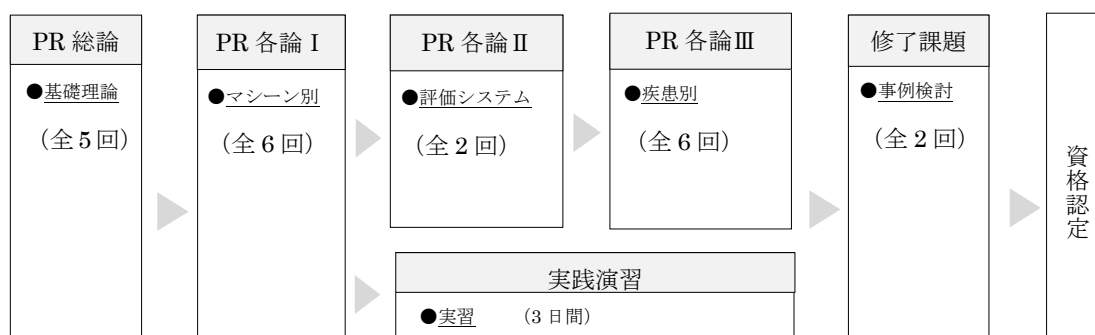 PR 総論
●基礎理論
（全 5 回）
PR 各論 I
●マシーン別
（全 6 回）
PR 各論 II
●評価システム
（全 2 回）
PR 各論Ⅲ
●疾患別
（全 6 回）
実践演習
●実習　（3 日間）
修了課題
●事例検討
（全 2 回）
資格認定